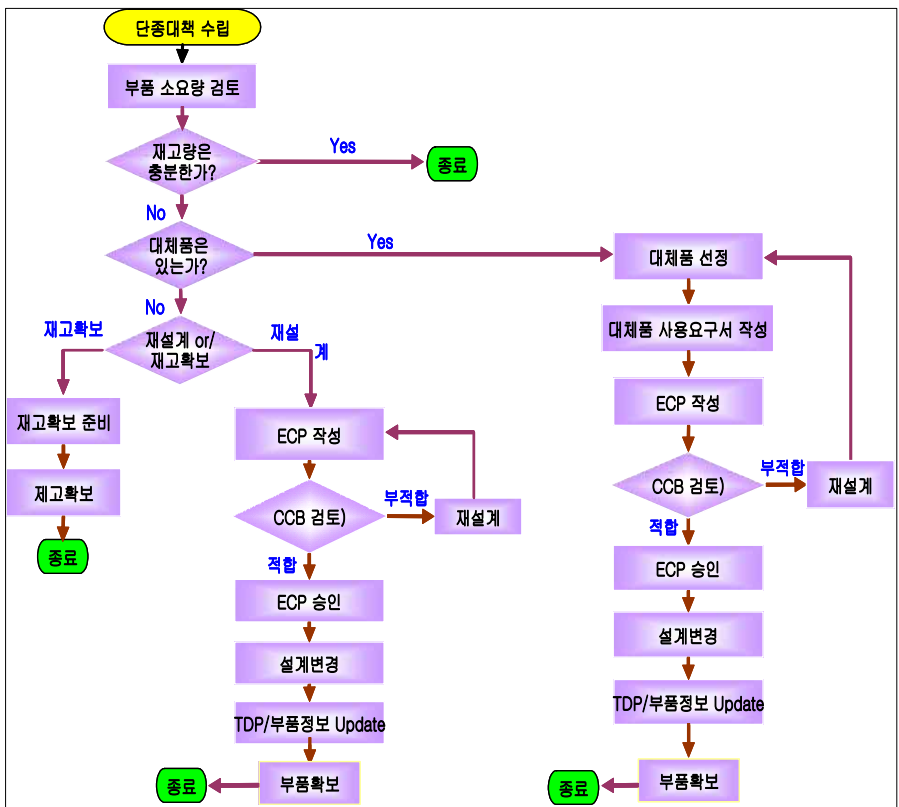 단종대책 수립
부품 소요량 검토
재고량은
충분한가?
Yes
종료
No
대체품은
있는가?
Yes
대체품 선정
No
재고확보
재설계 or/
재고확보
재설
계
대체품 사용요구서 작성
재고확보 준비
ECP 작성
ECP 작성
제고확보
CCB 검토)
부적합
재설계
CCB 검토)
부적합
재설계
종료
적합
적합
ECP 승인
ECP 승인
설계변경
설계변경
TDP/부품정보 Update
TDP/부품정보 Update
종료
부품확보
종료
부품확보